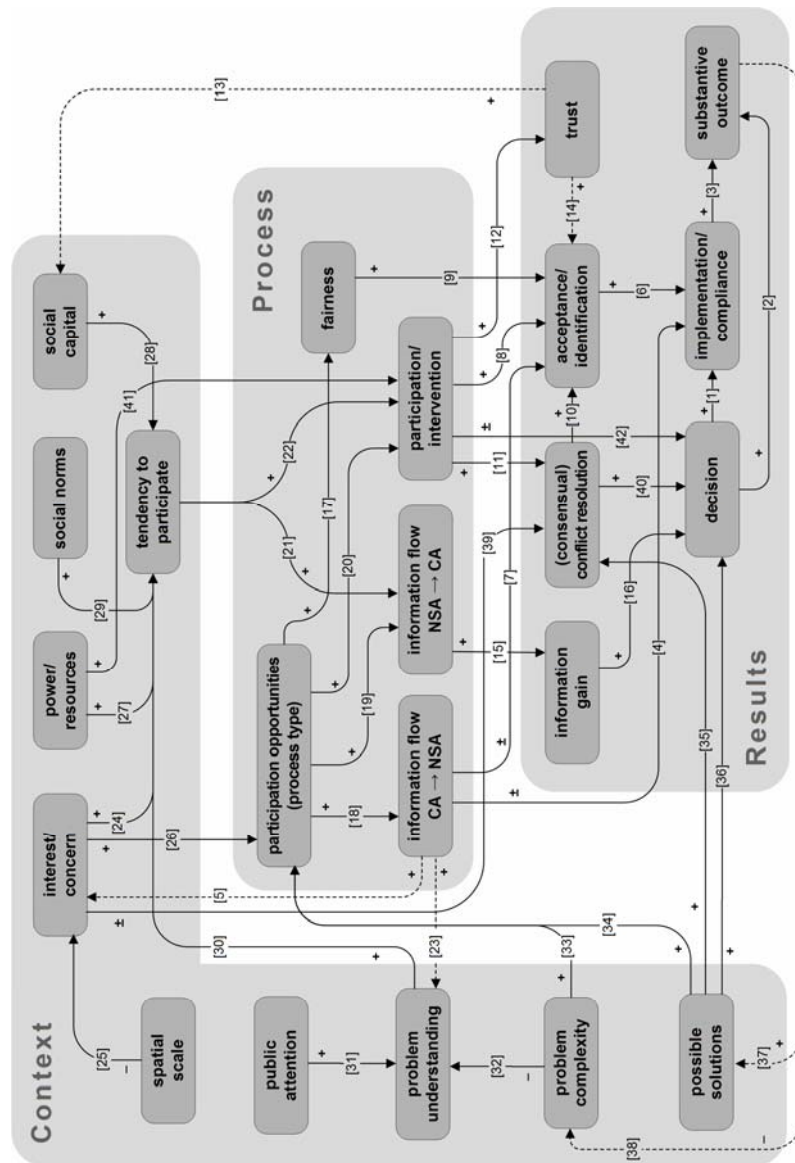 Context
spatial
scale
public
attention
problem
understanding
problem
complexity
possible
solutions
interest/
concern
power/
resources
social norms
social
capital
tendency to
participate
Process
participation opportunities
(process type)
fairness
information flow
CA → NSA
information flow
NSA → CA
participation/
intervention
Results
information
gain
(consensual)
conflict resolution
acceptance/
identification
trust
decision
implementation/
compliance
substantive
outcome
[1]
+
[2]
+
[3]
+
[4]
±
[5]
+
[6]
+
[7]
±
[8]
+
[9]
+
[10]
+
[11]
+
[12]
+
[13]
+
[14]
+
[15]
+
[16]
+
[17]
+
[18]
+
[19]
+
[20]
+
[21]
+
[22]
+
[23]
+
[24]
+
[25]
−
[26]
+
[27]
+
[28]
+
[29]
+
[30]
+
[31]
+
[32]
−
[33]
+
[34]
+
[35]
+
[36]
+
[37]
+
[38]
−
[39]
±
[40]
+
[41]
+
[42]
±